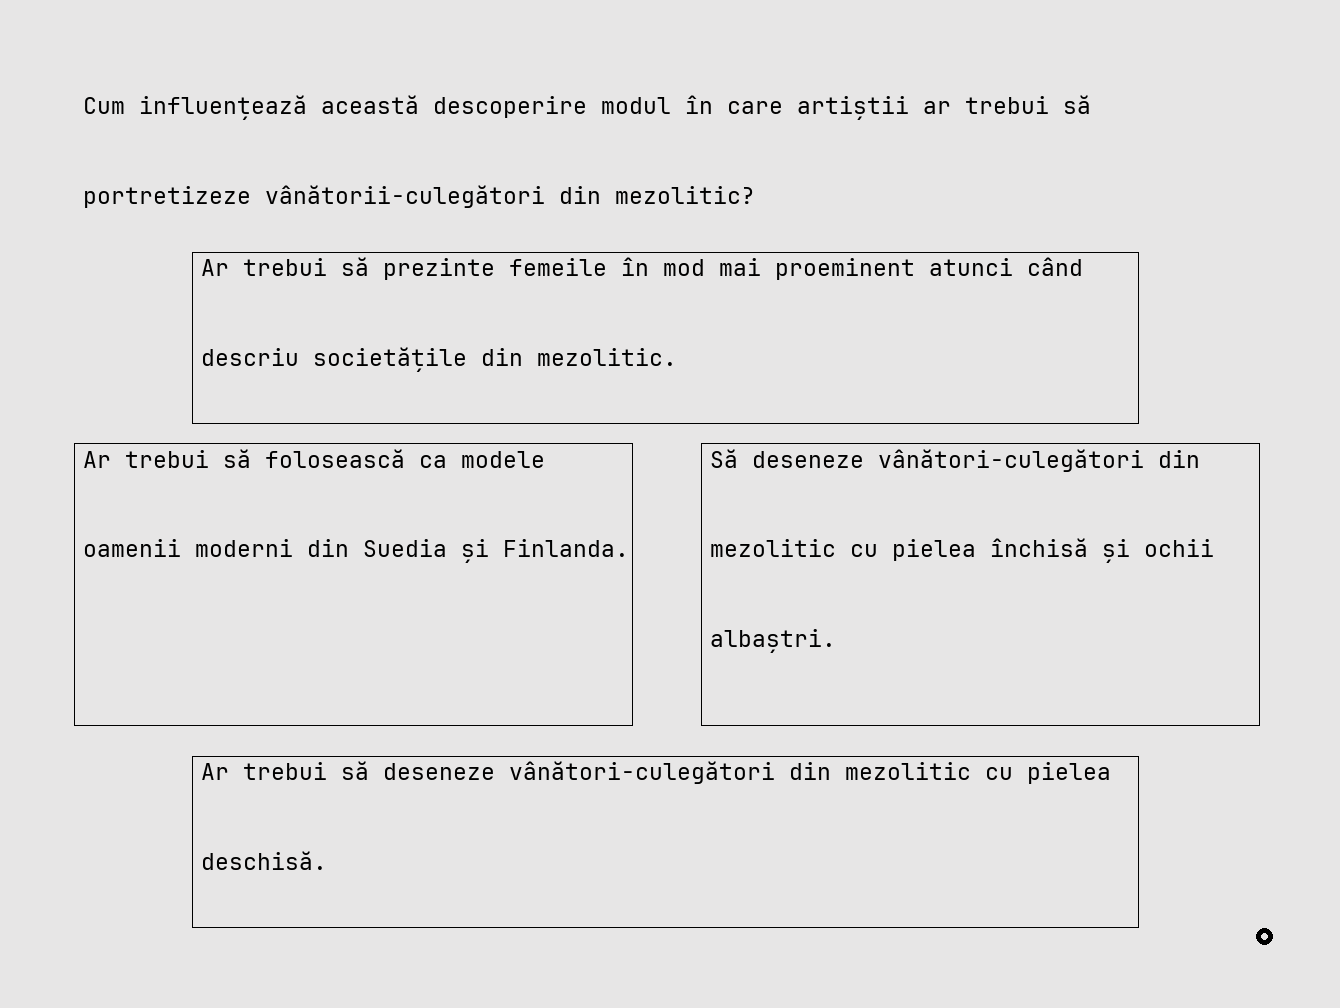 Cum influențează această descoperire modul în care artiștii ar trebui să
portretizeze vânătorii-culegători din mezolitic?
Ar trebui să prezinte femeile în mod mai proeminent atunci când
descriu societățile din mezolitic.
Ar trebui să folosească ca modele
oamenii moderni din Suedia și Finlanda.
Să deseneze vânători-culegători din
mezolitic cu pielea închisă și ochii
albaștri.
Ar trebui să deseneze vânători-culegători din mezolitic cu pielea
deschisă.